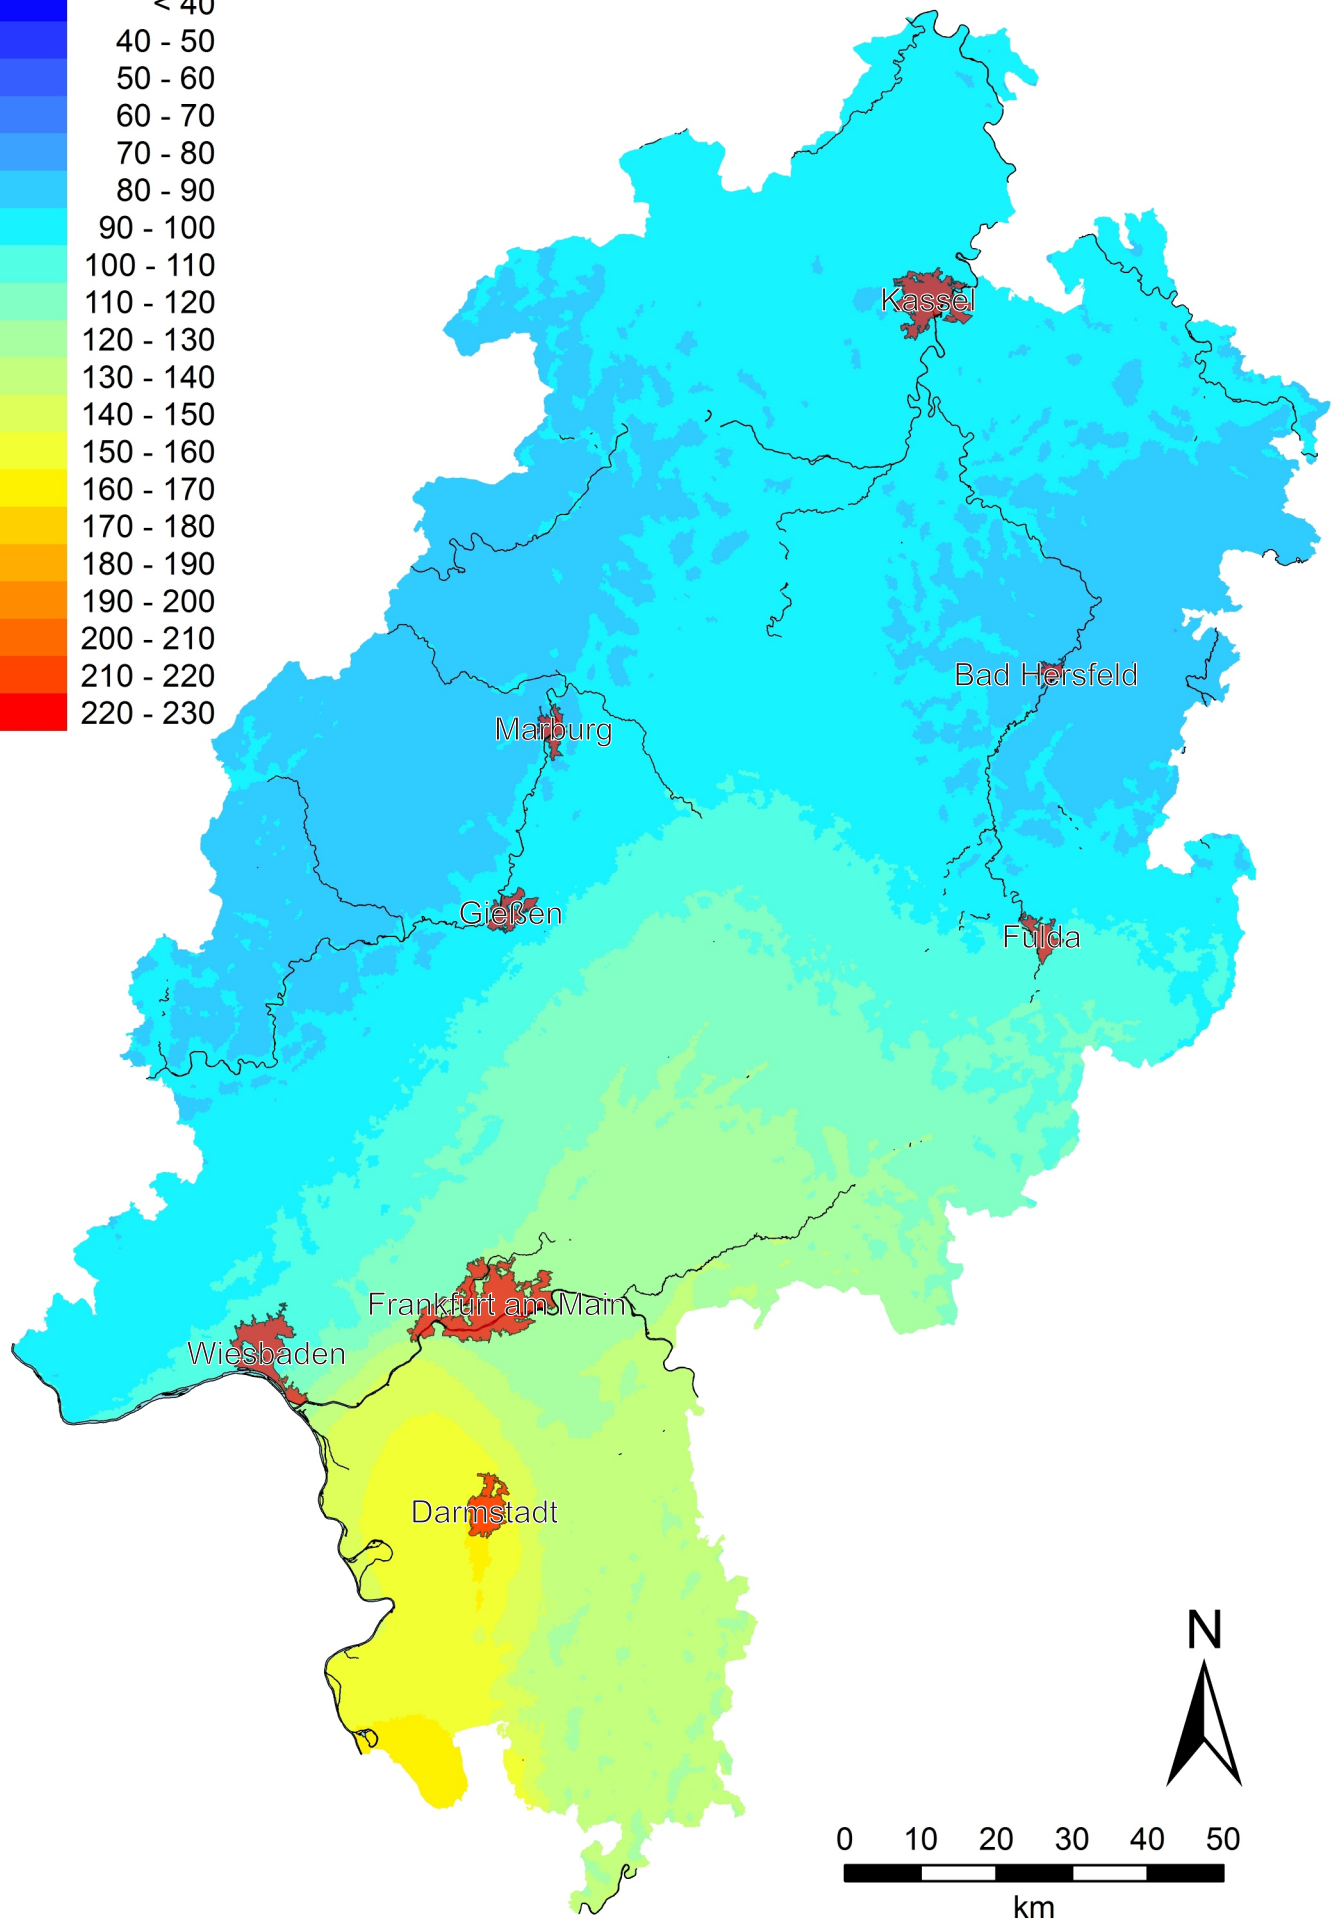 < 40
40 - 50
50 - 60
60 - 70
70 - 80
80 - 90
90 - 100
100 - 110
110 - 120
120 - 130
130 - 140
140 - 150
150 - 160
160 - 170
170 - 180
180 - 190
190 - 200
200 - 210
210 - 220
220 - 230
Kassel
Bad Hersfeld
Marburg
Gießen
Fulda
Frankfurt am Main
Wiesbaden
Darmstadt
N
0 10 20 30 40 50
km